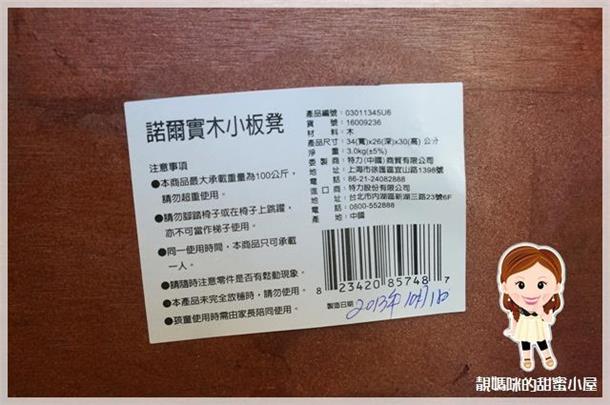 諾爾實木小板凳
注意事項
●本商品最大承載重量為100公斤，
請勿超重使用。
●請勿腳踏椅子或在椅子上跳躍，
亦不可當作梯子使用。
●同一使用時間，本商品只可承載
一人。
●請隨時注意零件是否有鬆動現象。
●本產品未完全放穩時，請勿使用。
●孩童使用時需由家長陪同使用。
產品編號：03011345U6
貨 號：16009236
材 料：木
產品尺寸：34(寬)x26(深)x30(高) 公分
淨 重：3.0kg(±5%)
委 製 商：特力(中國)商貿有限公司
地 址：上海市徐匯區宜山路1398號
電 話：86-21-24082888
進 口 商：特力股份有限公司
地 址：台北市內湖區新湖三路23號6F
電 話：0800-552888
產 地：中國
8 23420 85748 7
製造日期：2013年10月1日
靚媽咪的甜蜜小屋